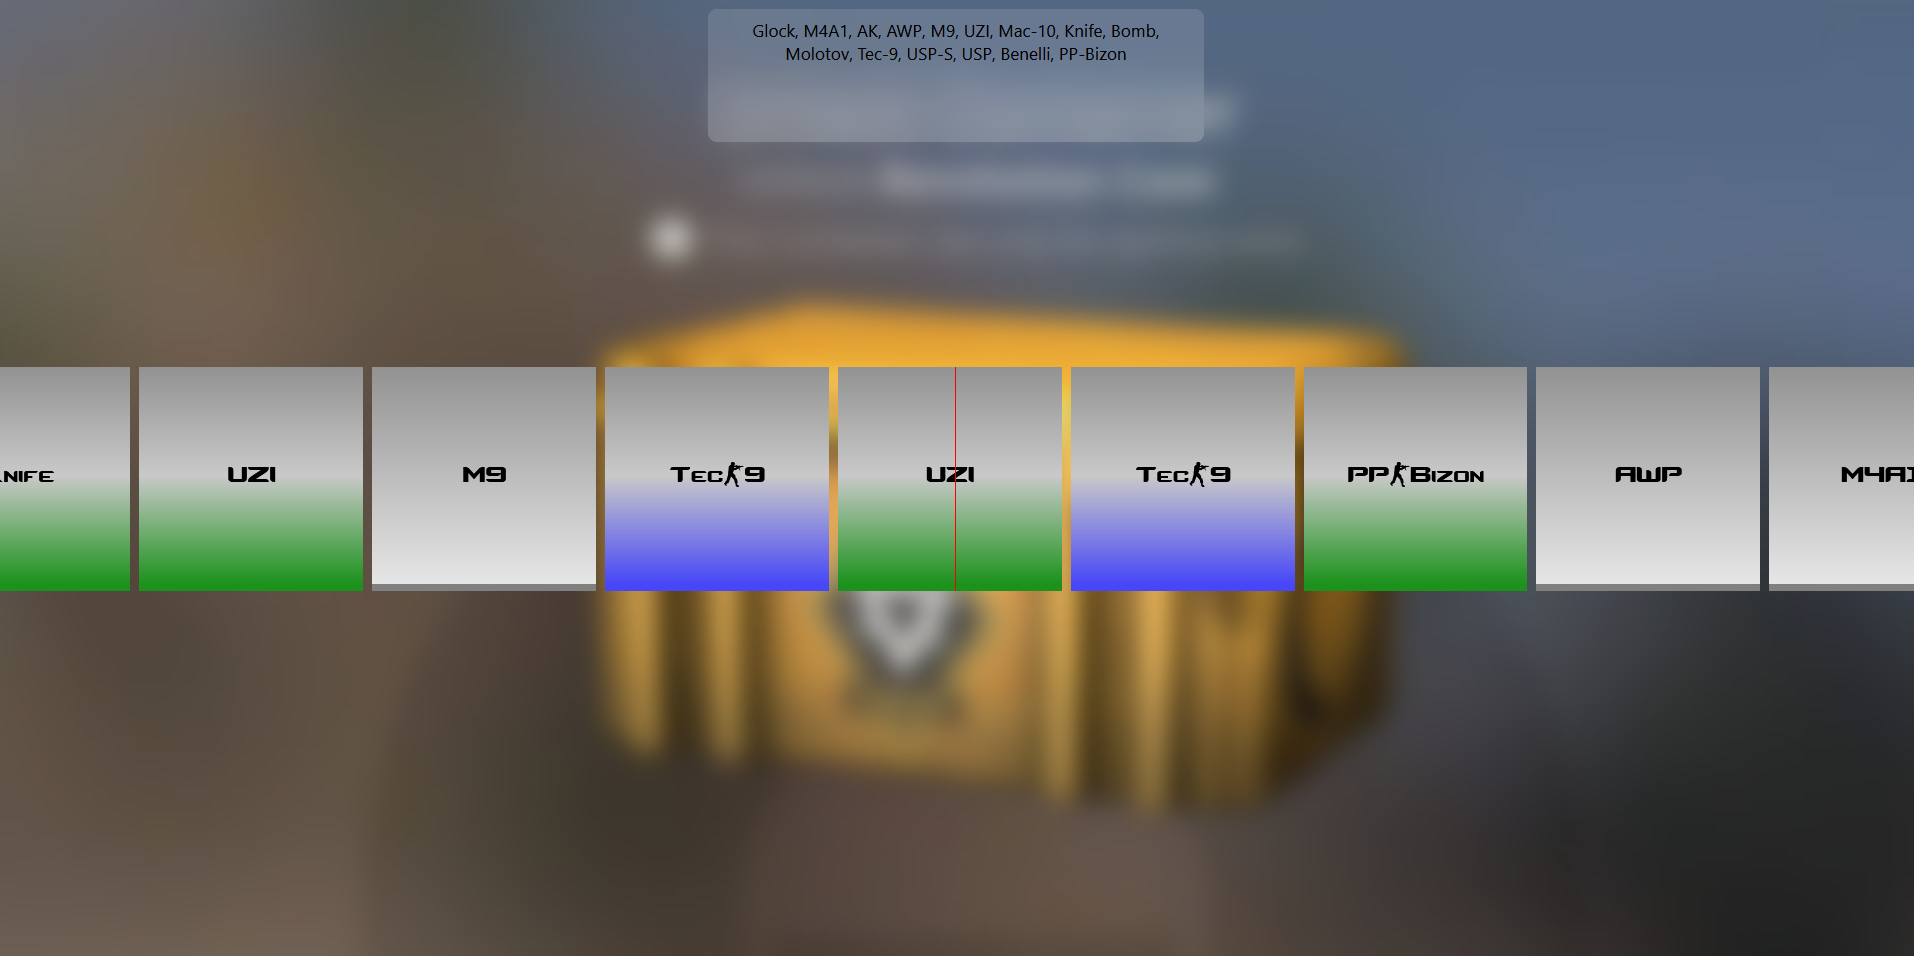 Glock, M4A1, AK, AWP, M9, UZI, Mac-10, Knife, Bomb,
Molotov, Tec-9, USP-S, USP, Benelli, PP-Bizon
nife UZI M9 Tec-9 UZI Tec-9 PP-Bizon AWP M4A1